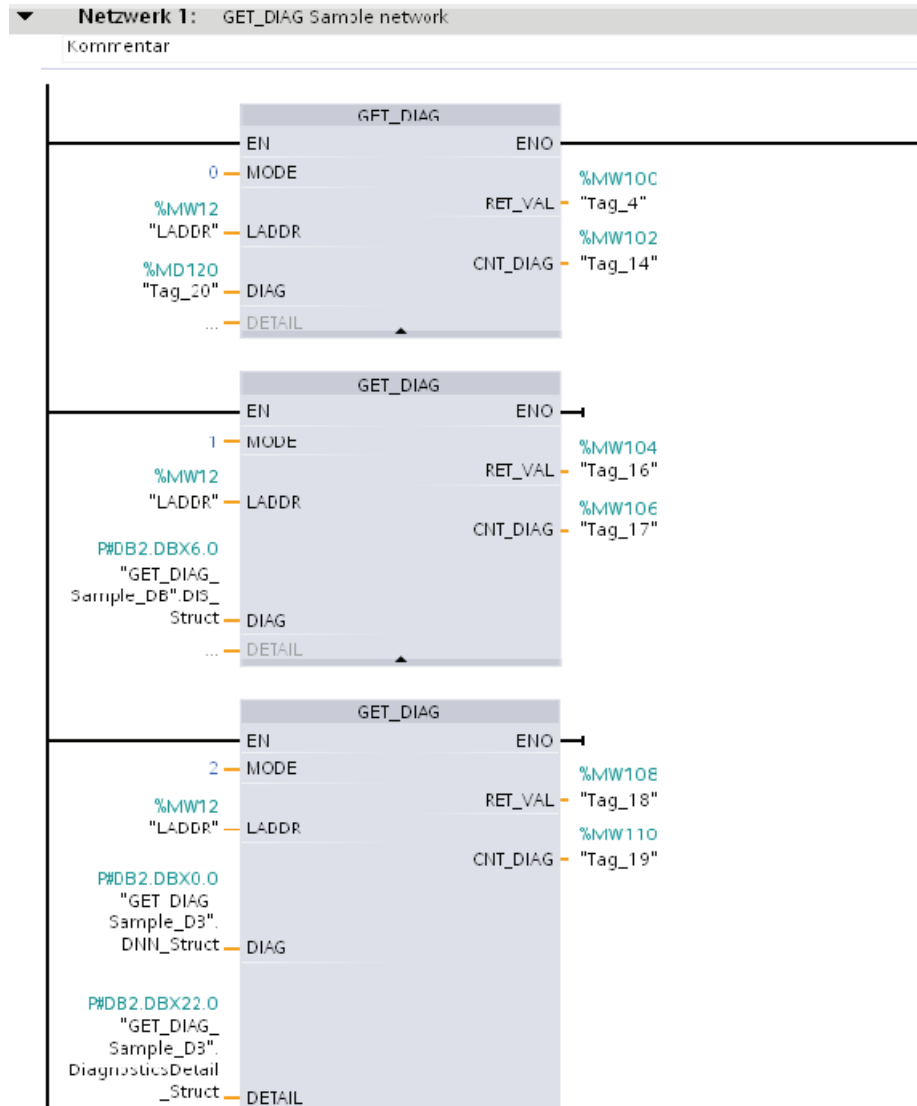 Netzwerk 1: GET_DIAG Sample network
Kommentar
GET_DIAG
EN ENO
0 MODE
%MW100
RET_VAL "Tag_4"
%MW12
"LADDR" LADDR
%MW102
CNT_DIAG "Tag_14"
%MD120
"Tag_20" DIAG
... DETAIL
GET_DIAG
EN ENO
1 MODE
%MW104
RET_VAL "Tag_16"
%MW12
"LADDR" LADDR
%MW106
CNT_DIAG "Tag_17"
P#DB2.DBX6.0
"GET_DIAG_
Sample_DB".DIS_
Struct DIAG
... DETAIL
GET_DIAG
EN ENO
2 MODE
%MW108
RET_VAL "Tag_18"
%MW12
"LADDR" LADDR
%MW110
CNT_DIAG "Tag_19"
P#DB2.DBX0.0
"GET_DIAG_
Sample_DB".
DNN_Struct DIAG
P#DB2.DBX22.0
"GET_DIAG_
Sample_DB".
DiagnosticsDetail
_Struct DETAIL